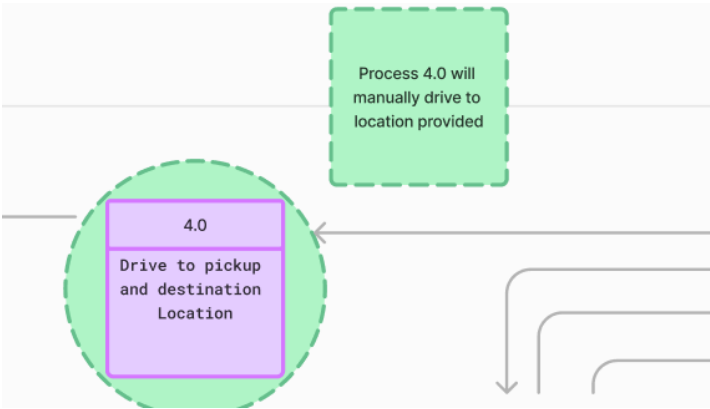 Process 4.0 will
manually drive to
location provided
4.0
Drive to pickup
and destination
Location